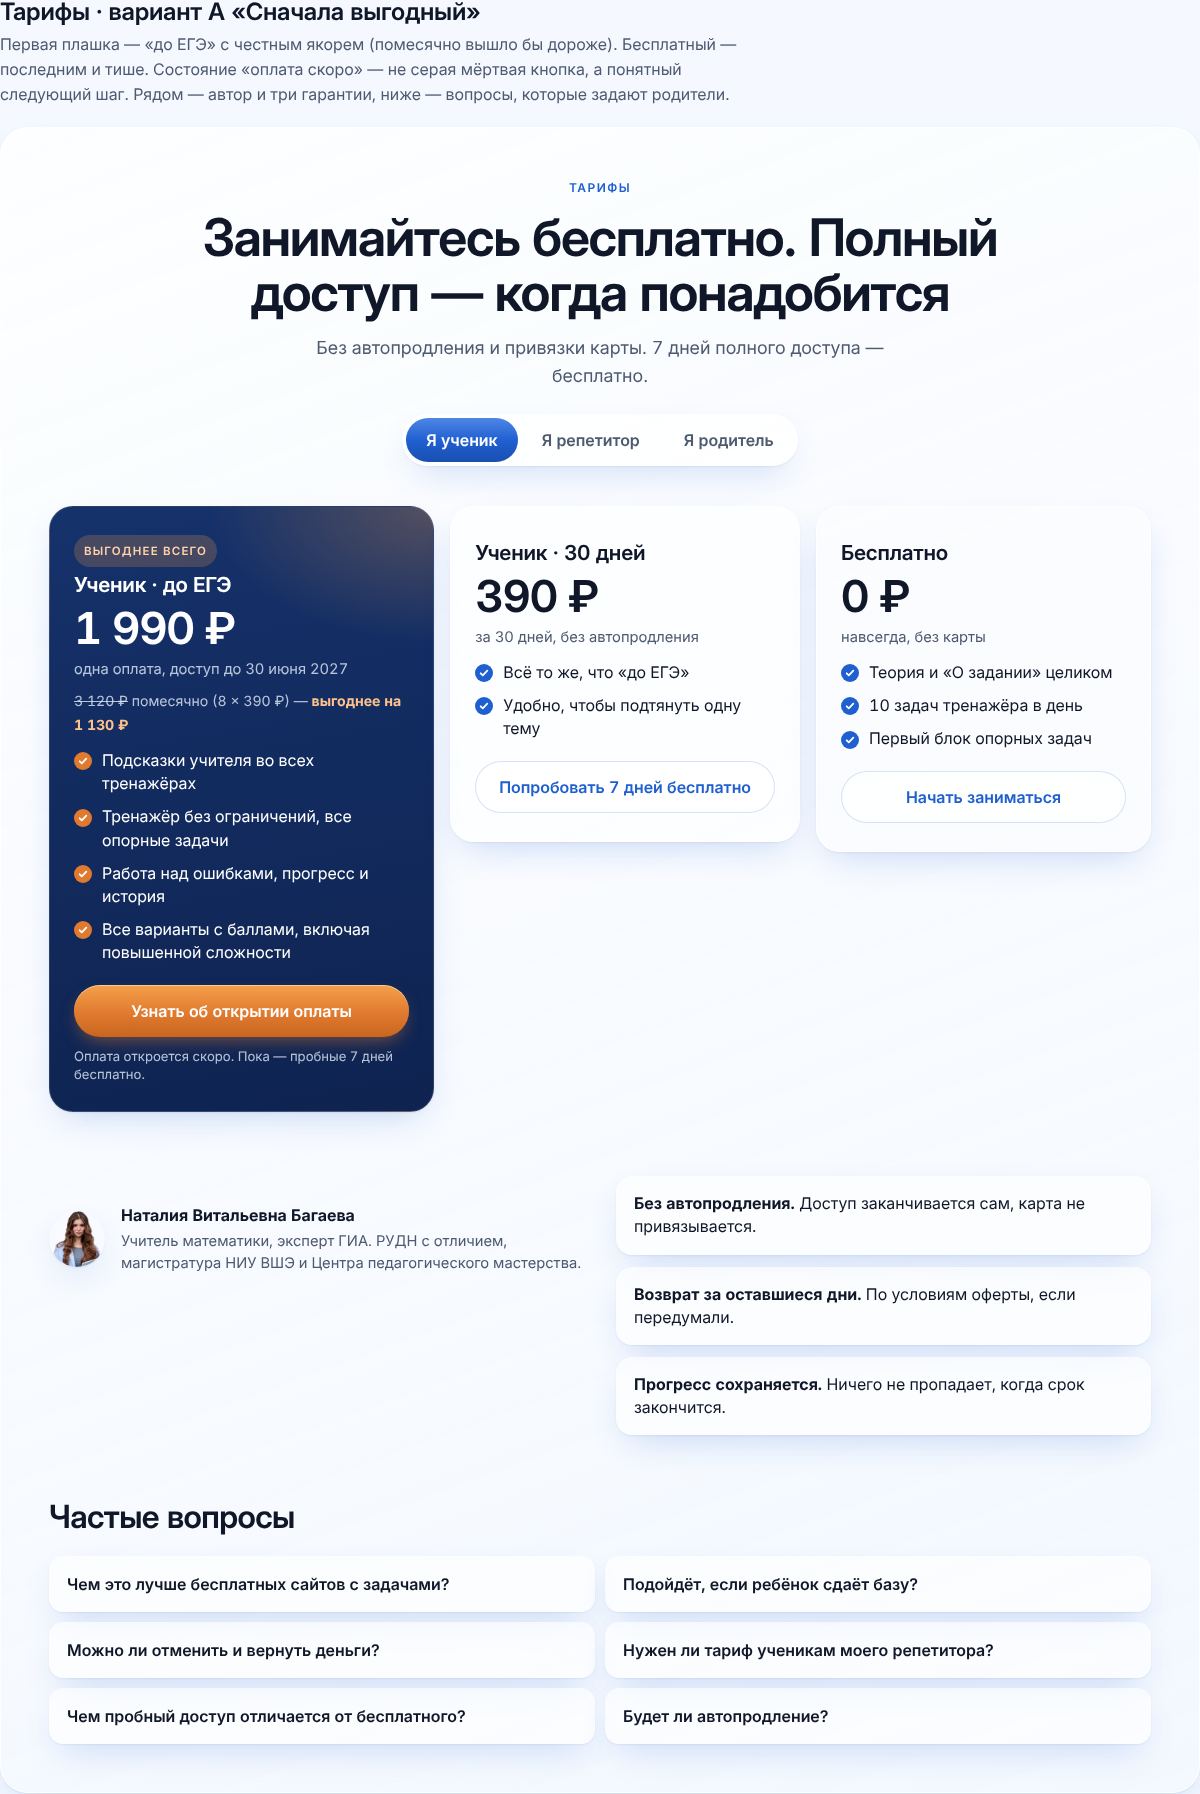 Тарифы · вариант А «Сначала выгодный»
Первая плашка — «до ЕГЭ» с честным якорем (помесячно вышло бы дороже). Бесплатный —
последним и тише. Состояние «оплата скоро» — не серая мёртвая кнопка, а понятный
следующий шаг. Рядом — автор и три гарантии, ниже — вопросы, которые задают родители.
ТАРИФЫ
Занимайтесь бесплатно. Полный
доступ — когда понадобится
Без автопродления и привязки карты. 7 дней полного доступа —
бесплатно.
Я ученик
Я репетитор
Я родитель
ВЫГОДНЕЕ ВСЕГО
Ученик · до ЕГЭ
1 990 ₽
одна оплата, доступ до 30 июня 2027
3 120 ₽ помесячно (8 × 390 ₽) — выгоднее на
1 130 ₽
Подсказки учителя во всех
тренажёрах
Тренажёр без ограничений, все
опорные задачи
Работа над ошибками, прогресс и
история
Все варианты с баллами, включая
повышенной сложности
Узнать об открытии оплаты
Оплата откроется скоро. Пока — пробные 7 дней
бесплатно.
Ученик · 30 дней
390 ₽
за 30 дней, без автопродления
Всё то же, что «до ЕГЭ»
Удобно, чтобы подтянуть одну
тему
Попробовать 7 дней бесплатно
Бесплатно
0 ₽
навсегда, без карты
Теория и «О задании» целиком
10 задач тренажёра в день
Первый блок опорных задач
Начать заниматься
Наталия Витальевна Багаева
Учитель математики, эксперт ГИА. РУДН с отличием,
магистратура НИУ ВШЭ и Центра педагогического мастерства.
Без автопродления. Доступ заканчивается сам, карта не
привязывается.
Возврат за оставшиеся дни. По условиям оферты, если
передумали.
Прогресс сохраняется. Ничего не пропадает, когда срок
закончится.
Частые вопросы
Чем это лучше бесплатных сайтов с задачами?
Подойдёт, если ребёнок сдаёт базу?
Можно ли отменить и вернуть деньги?
Нужен ли тариф ученикам моего репетитора?
Чем пробный доступ отличается от бесплатного?
Будет ли автопродление?